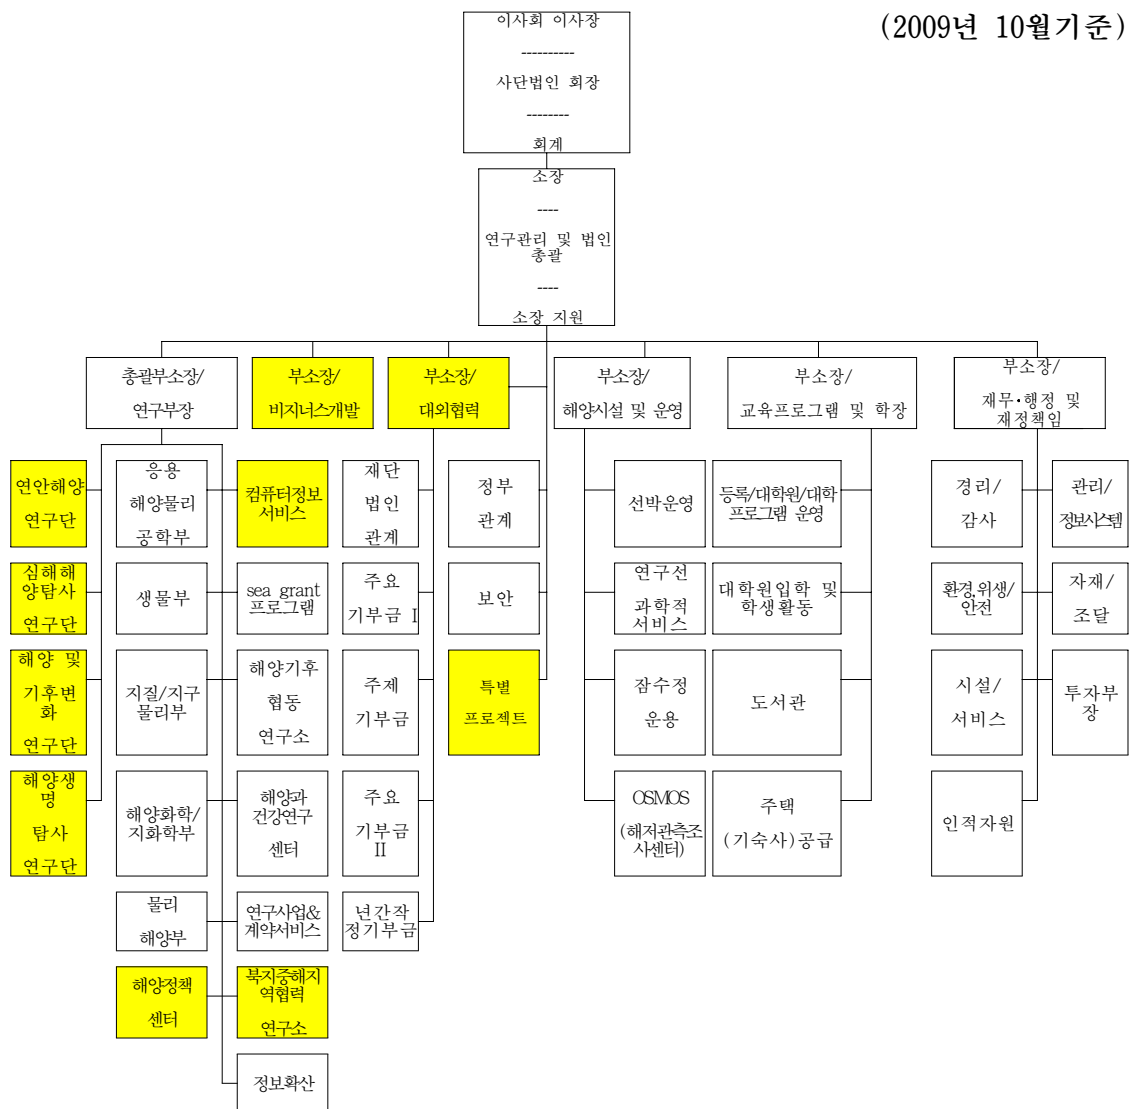 (2009년 10월기준)
이사회 이사장
----------
사단법인 회장
--------
회계
소장
----
연구관리 및 법인
총괄
----
소장 지원
총괄부소장/
연구부장
부소장/
비지너스개발
부소장/
대외협력
부소장/
해양시설 및 운영
부소장/
교육프로그램 및 학장
부소장/
재무·행정 및
재정책임
연안해양
연구단
응용
해양물리
공학부
컴퓨터정보
서비스
재단
법인
관계
정부
관계
선박운영
등록/대학원/대학
프로그램 운영
경리/
감사
관리/
정보시스템
심해해
양탐사
연구단
생물부
sea grant
프로그램
주요
기부금 I
보안
연구선
과학적
서비스
대학원입학 및
학생활동
환경,위생/
안전
자재/
조달
해양 및
기후변
화
연구단
지질/지구
물리부
해양기후
협동
연구소
주제
기부금
특별
프로젝트
잠수정
운용
도서관
시설/
서비스
투자부
장
해양생
명
탐사
연구단
해양화학/
지화학부
해양과
건강연구
센터
주요
기부금
II
OSMOS
(해저관측조
사센터)
주택
(기숙사)공급
인적자원
물리
해양부
연구사업&
계약서비스
년간작
정기부금
해양정책
센터
북지중해지
역협력
연구소
정보확산